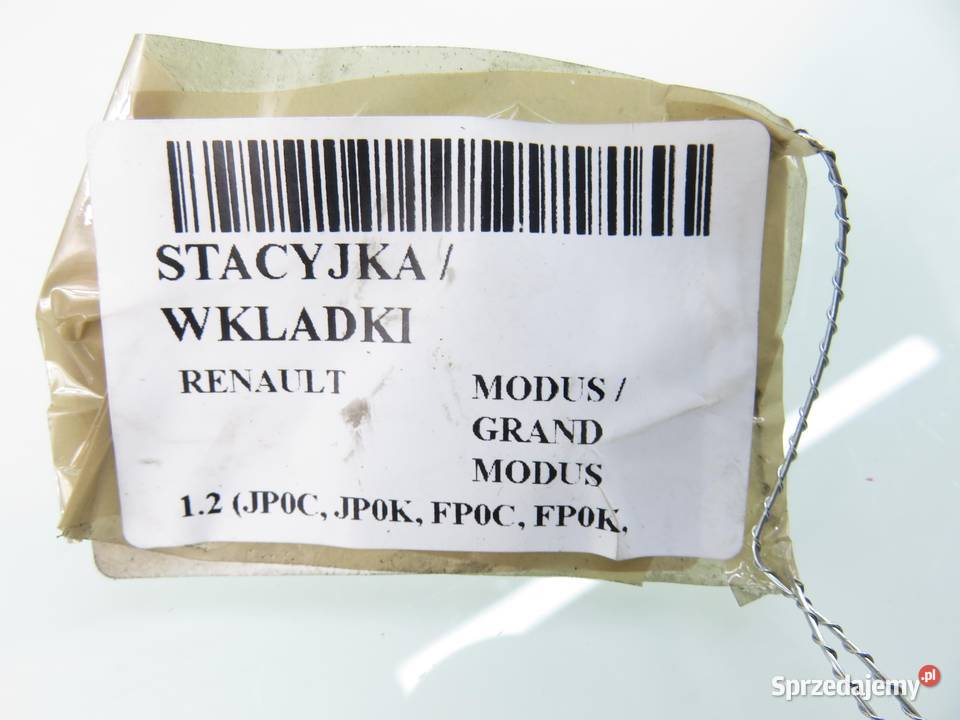 STACYJKA /
WKLADKI
RENAULT MODUS /
GRAND
MODUS
1.2 (JP0C, JP0K, FP0C, FP0K,
Sprzedajemy.pl